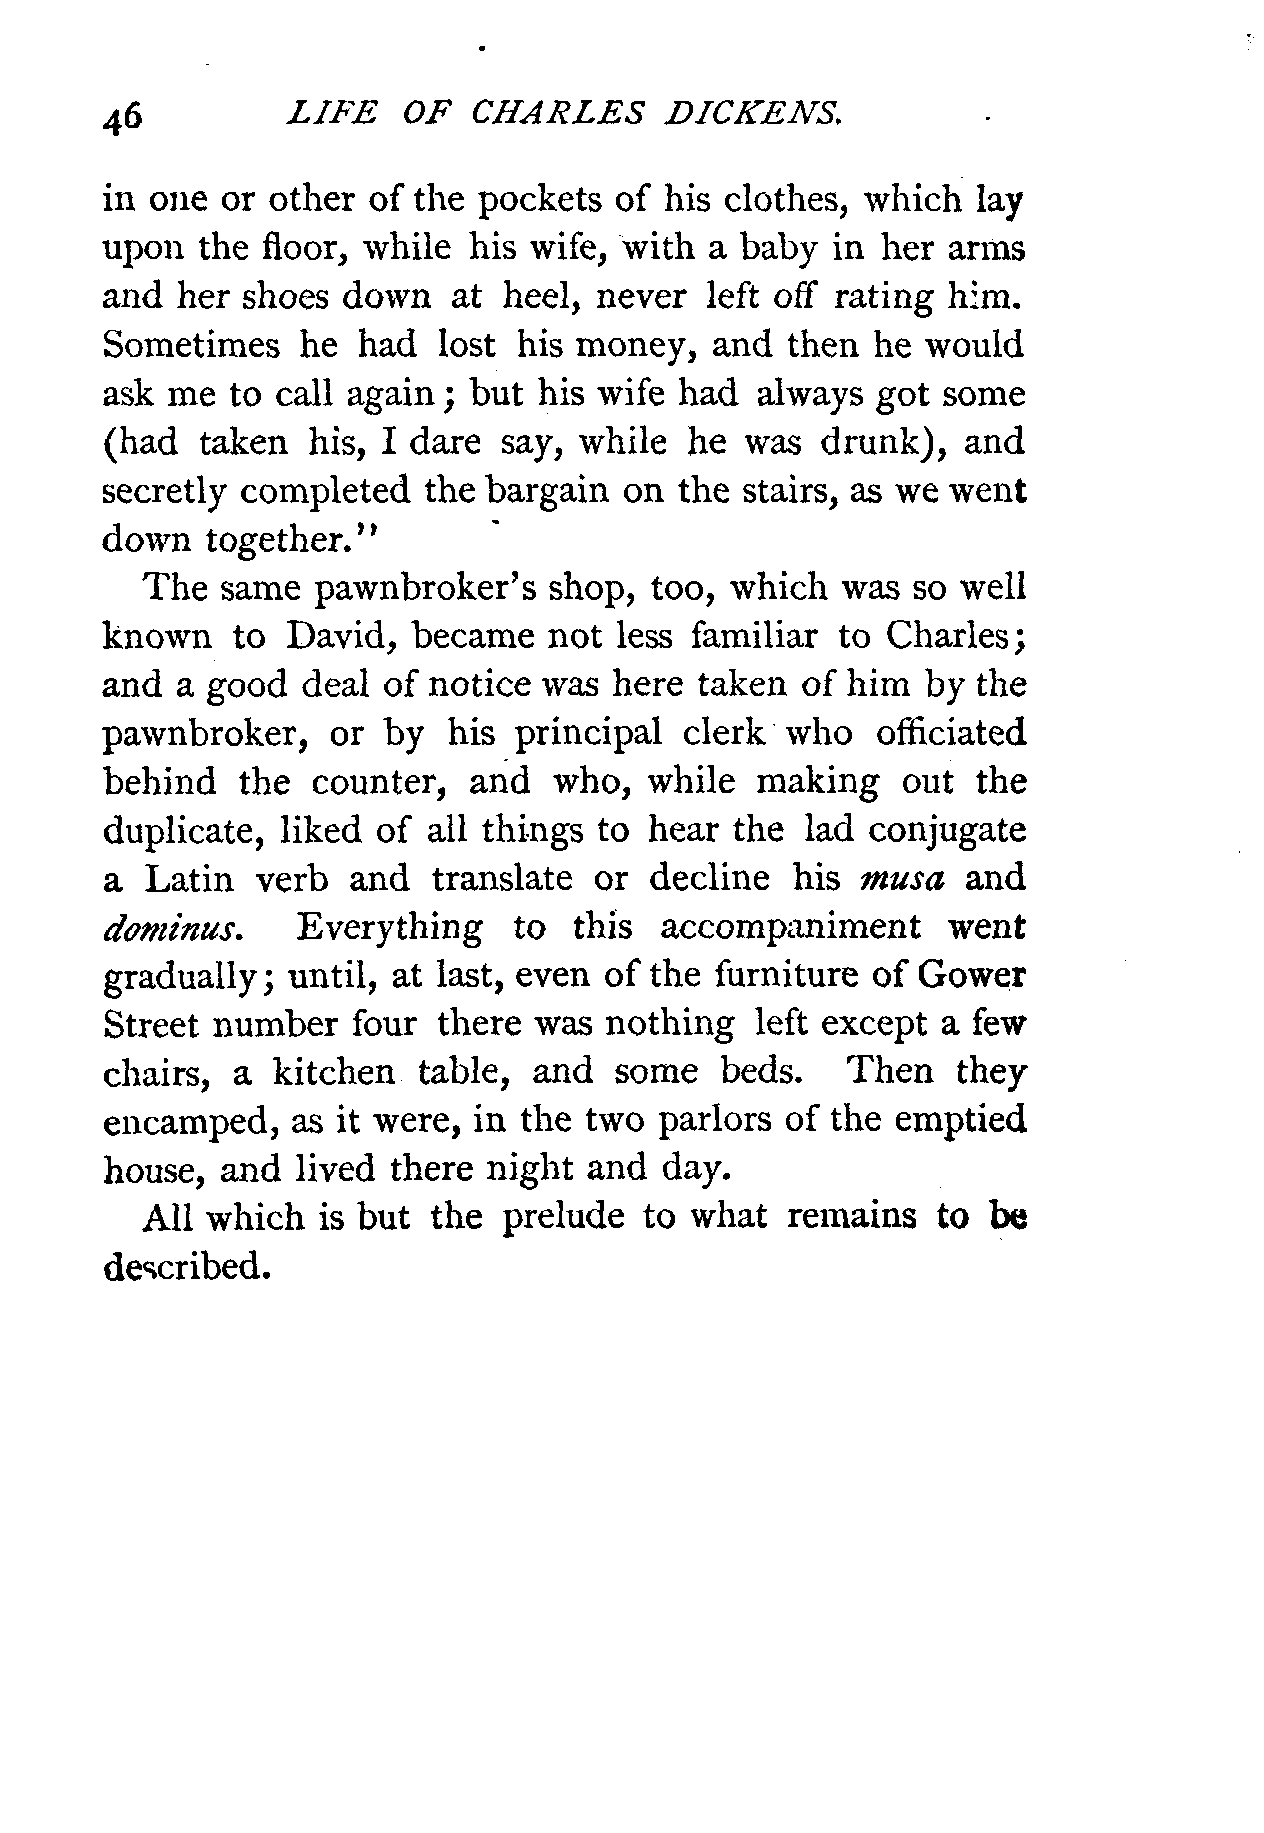 46 LIFE OF CHARLES DICKENS.
in one or other of the pockets of his clothes, which lay
upon the floor, while his wife, with a baby in her arms
and her shoes down at heel, never left off rating him.
Sometimes he had lost his money, and then he would
ask me to call again; but his wife had always got some
(had taken his, I dare say, while he was drunk), and
secretly completed the bargain on the stairs, as we went
down together."
The same pawnbroker's shop, too, which was so well
known to David, became not less familiar to Charles;
and a good deal of notice was here taken of him by the
pawnbroker, or by his principal clerk who officiated
behind the counter, and who, while making out the
duplicate, liked of all things to hear the lad conjugate
a Latin verb and translate or decline his musa and
dominus. Everything to this accompaniment went
gradually; until, at last, even of the furniture of Gower
Street number four there was nothing left except a few
chairs, a kitchen table, and some beds. Then they
encamped, as it were, in the two parlors of the emptied
house, and lived there night and day.
All which is but the prelude to what remains to be
described.